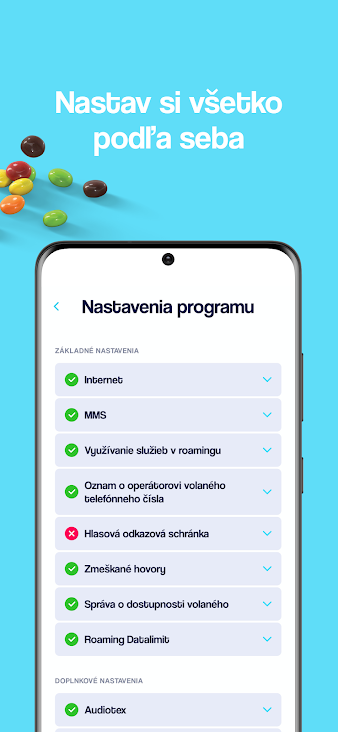 Nastav si všetko
podľa seba
Nastavenia programu
ZÁKLADNÉ NASTAVENIA
Internet
MMS
Využívanie služieb v roamingu
Oznam o operátorovi volaného
telefónneho čísla
Hlasová odkazová schránka
Zmeškané hovory
Správa o dostupnosti volaného
Roaming Datalimit
DOPLNKOVÉ NASTAVENIA
Audiotex